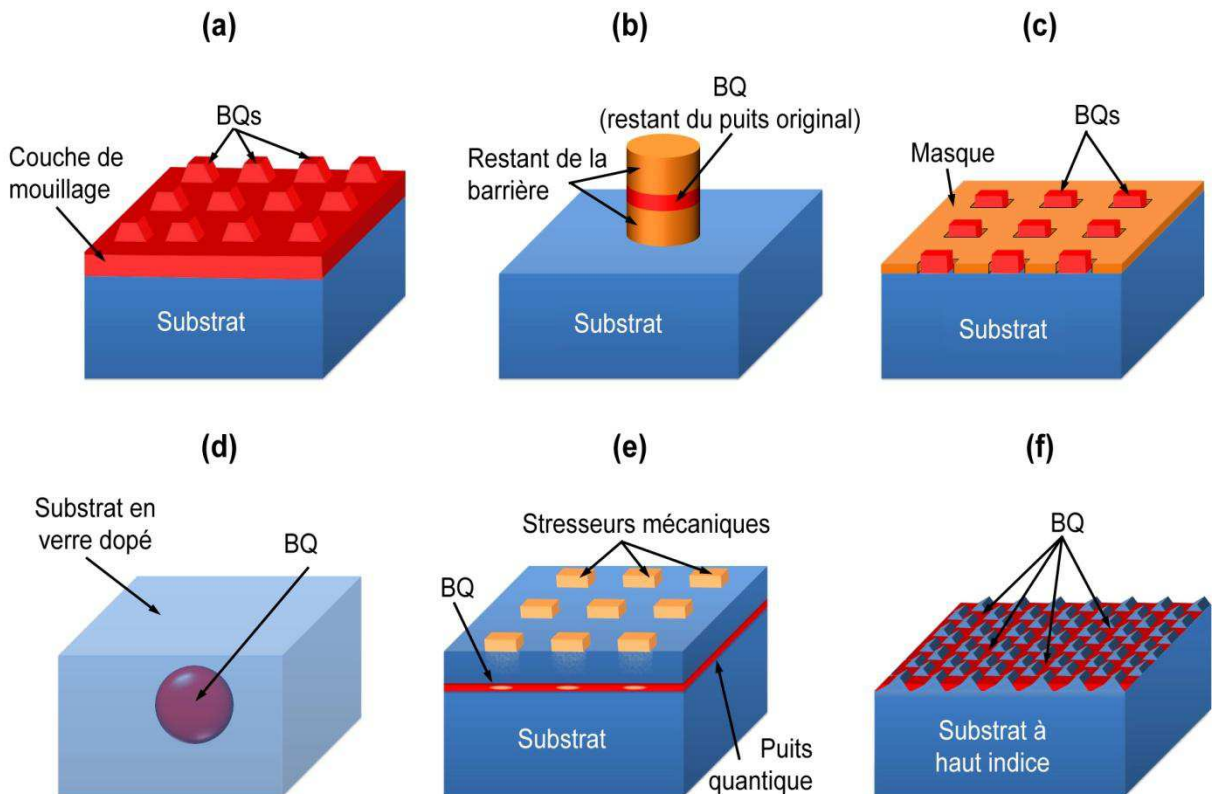 (a)
BQs
Couche de
mouillage
Substrat
(b)
BQ
(restant du puits original)
Restant de la
barrière
Substrat
(c)
BQs
Masque
Substrat
(d)
Substrat en
verre dopé
BQ
(e)
Stresseurs mécaniques
BQ
Substrat
Puits
quantique
(f)
BQ
Substrat à
haut indice